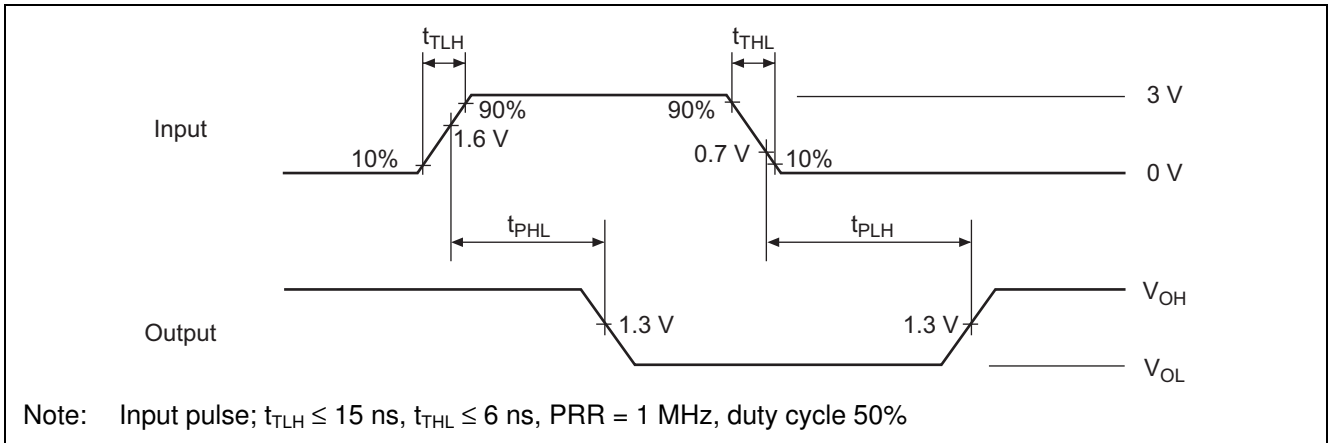 tTLH tTHL
90% 90% 3 V
Input 1.6 V
10% 0.7 V 10%
0 V
tPHL tPLH
VOH
Output 1.3 V 1.3 V
VOL
Note: Input pulse; tTLH ≤ 15 ns, tTHL ≤ 6 ns, PRR = 1 MHz, duty cycle 50%